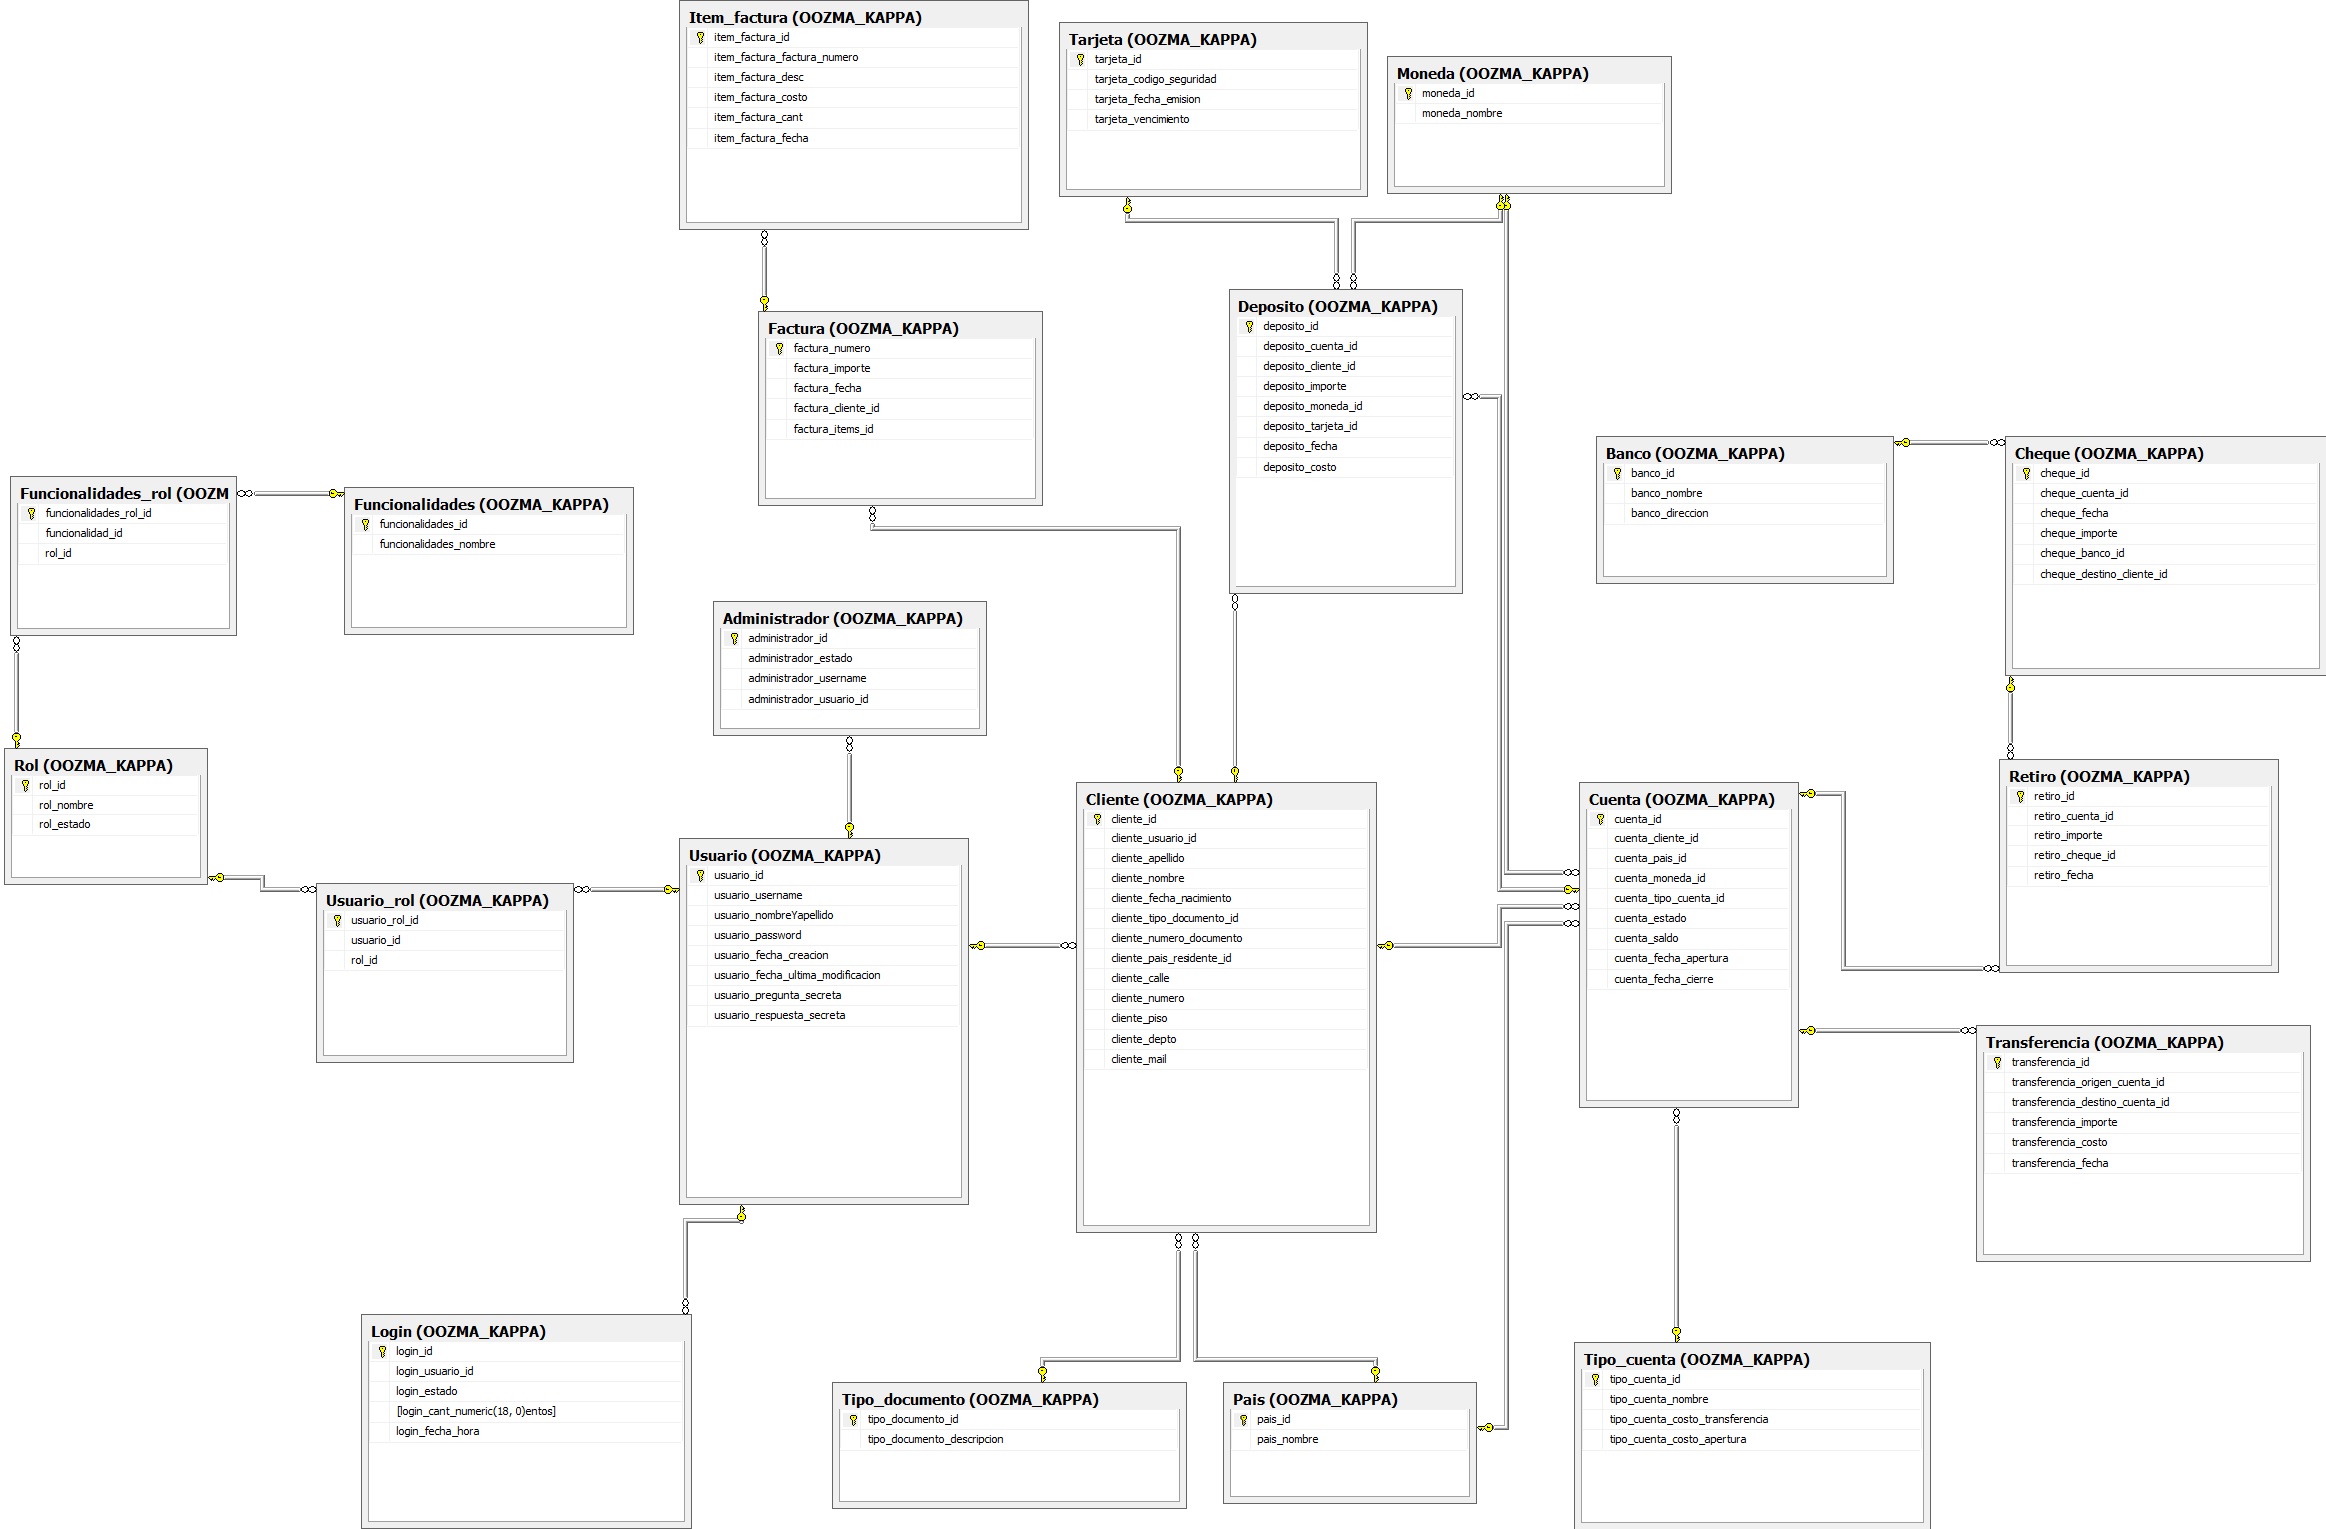 Item_factura (OOZMA_KAPPA)
item_factura_id
item_factura_factura_numero
item_factura_desc
item_factura_costo
item_factura_cant
item_factura_fecha
Tarjeta (OOZMA_KAPPA)
tarjeta_id
tarjeta_codigo_seguridad
tarjeta_fecha_emision
tarjeta_vencimiento
Moneda (OOZMA_KAPPA)
moneda_id
moneda_nombre
Factura (OOZMA_KAPPA)
factura_numero
factura_importe
factura_fecha
factura_cliente_id
factura_items_id
Deposito (OOZMA_KAPPA)
deposito_id
deposito_cuenta_id
deposito_cliente_id
deposito_importe
deposito_moneda_id
deposito_tarjeta_id
deposito_fecha
deposito_costo
Banco (OOZMA_KAPPA)
banco_id
banco_nombre
banco_direccion
Cheque (OOZMA_KAPPA)
cheque_id
cheque_cuenta_id
cheque_fecha
cheque_importe
cheque_banco_id
cheque_destino_cliente_id
Funcionalidades_rol (OOZM
funcionalidades_rol_id
funcionalidad_id
rol_id
Funcionalidades (OOZMA_KAPPA)
funcionalidades_id
funcionalidades_nombre
Administrador (OOZMA_KAPPA)
administrador_id
administrador_estado
administrador_username
administrador_usuario_id
Rol (OOZMA_KAPPA)
rol_id
rol_nombre
rol_estado
Usuario_rol (OOZMA_KAPPA)
usuario_rol_id
usuario_id
rol_id
Usuario (OOZMA_KAPPA)
usuario_id
usuario_username
usuario_nombreYapellido
usuario_password
usuario_fecha_creacion
usuario_fecha_ultima_modificacion
usuario_pregunta_secreta
usuario_respuesta_secreta
Cliente (OOZMA_KAPPA)
cliente_id
cliente_usuario_id
cliente_apellido
cliente_nombre
cliente_fecha_nacimiento
cliente_tipo_documento_id
cliente_numero_documento
cliente_pais_residente_id
cliente_calle
cliente_numero
cliente_piso
cliente_depto
cliente_mail
Cuenta (OOZMA_KAPPA)
cuenta_id
cuenta_cliente_id
cuenta_pais_id
cuenta_moneda_id
cuenta_tipo_cuenta_id
cuenta_estado
cuenta_saldo
cuenta_fecha_apertura
cuenta_fecha_cierre
Retiro (OOZMA_KAPPA)
retiro_id
retiro_cuenta_id
retiro_importe
retiro_cheque_id
retiro_fecha
Transferencia (OOZMA_KAPPA)
transferencia_id
transferencia_origen_cuenta_id
transferencia_destino_cuenta_id
transferencia_importe
transferencia_costo
transferencia_fecha
Login (OOZMA_KAPPA)
login_id
login_usuario_id
login_estado
[login_cant_numeric(18, 0)entos]
login_fecha_hora
Tipo_documento (OOZMA_KAPPA)
tipo_documento_id
tipo_documento_descripcion
Pais (OOZMA_KAPPA)
pais_id
pais_nombre
Tipo_cuenta (OOZMA_KAPPA)
tipo_cuenta_id
tipo_cuenta_nombre
tipo_cuenta_costo_transferencia
tipo_cuenta_costo_apertura